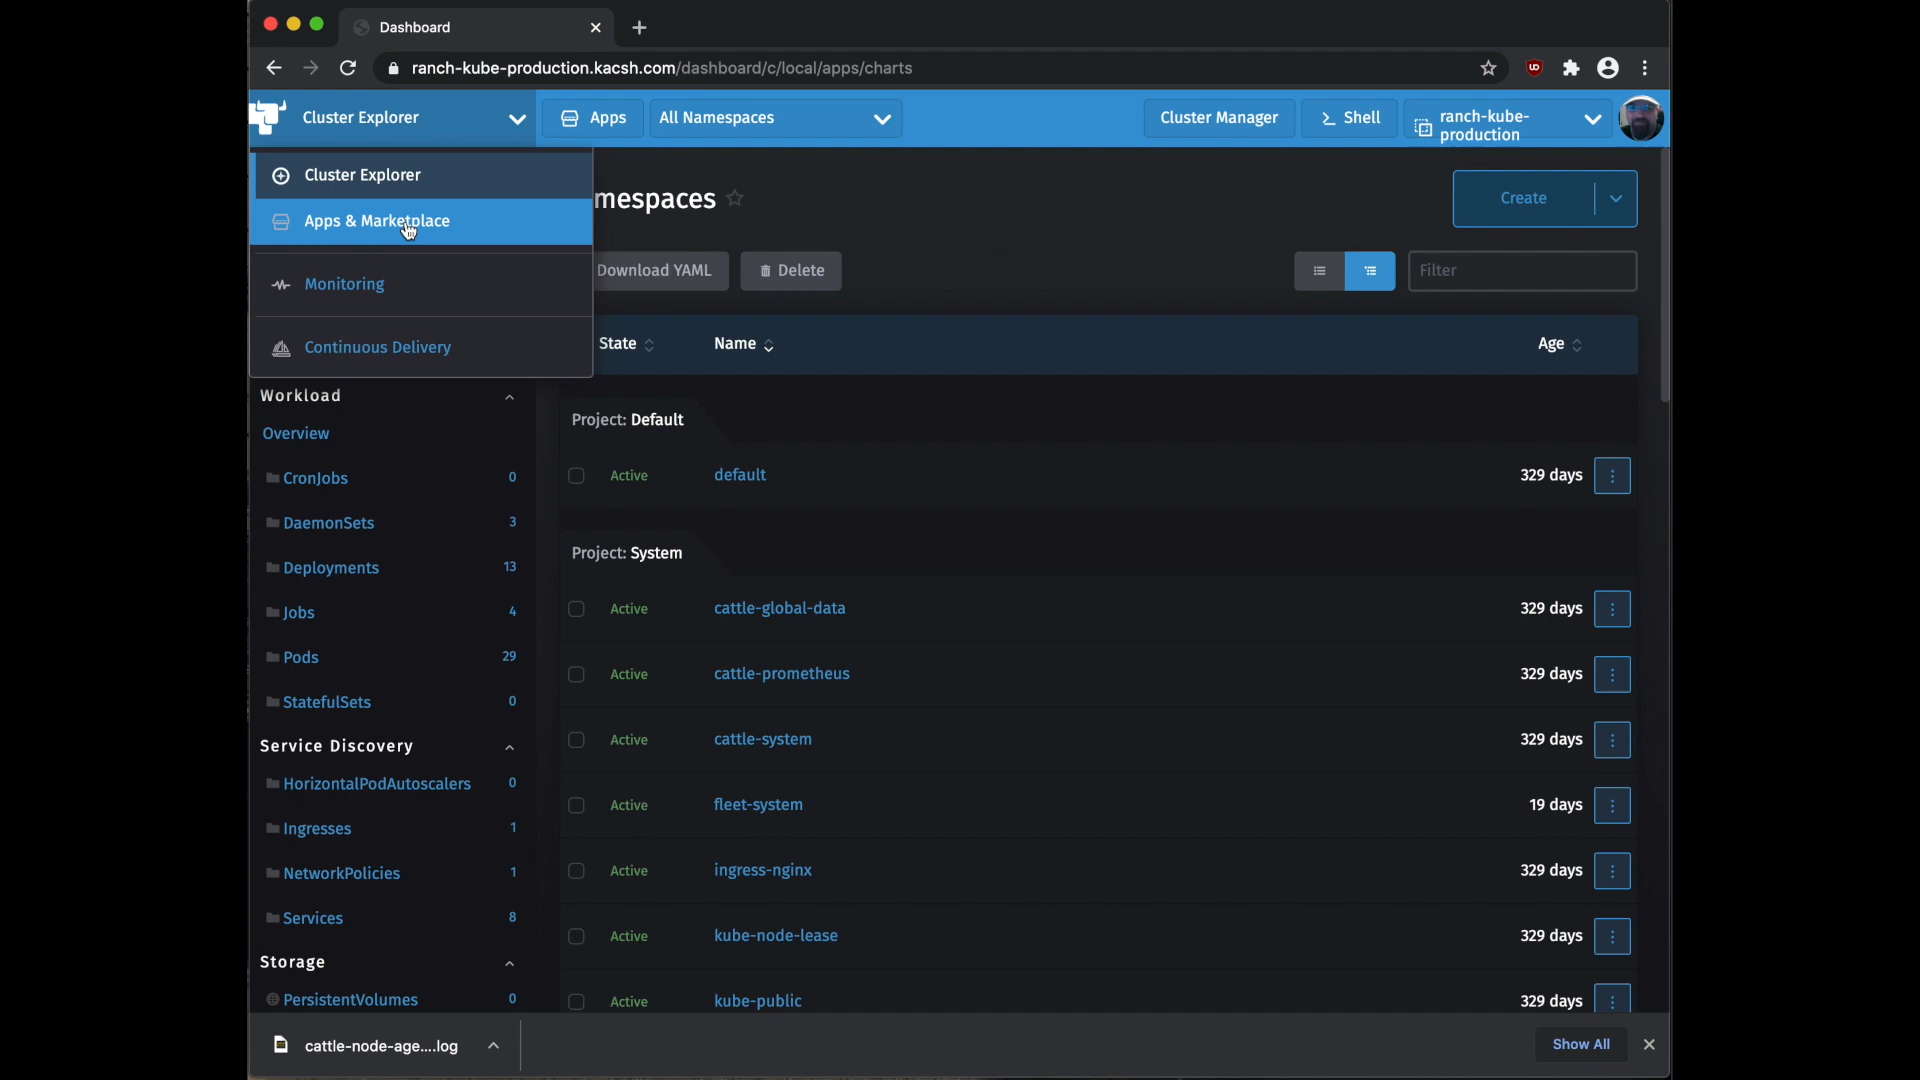 Dashboard
ranch-kube-production.kacsh.com/dashboard/c/local/apps/charts
Cluster Explorer
Apps
All Namespaces
Cluster Manager
Shell
ranch-kube-
production
Cluster Explorer
Apps & Marketplace
Monitoring
Continuous Delivery
mespaces
Create
Download YAML
Delete
Filter
State
Name
Age
Workload
Overview
CronJobs 0
DaemonSets 3
Deployments 13
Jobs 4
Pods 29
StatefulSets 0
Service Discovery
HorizontalPodAutoscalers 0
Ingresses 1
NetworkPolicies 1
Services 8
Storage
PersistentVolumes 0
Project: Default
Active default 329 days
Project: System
Active cattle-global-data 329 days
Active cattle-prometheus 329 days
Active cattle-system 329 days
Active fleet-system 19 days
Active ingress-nginx 329 days
Active kube-node-lease 329 days
Active kube-public 329 days
cattle-node-age....log
Show All